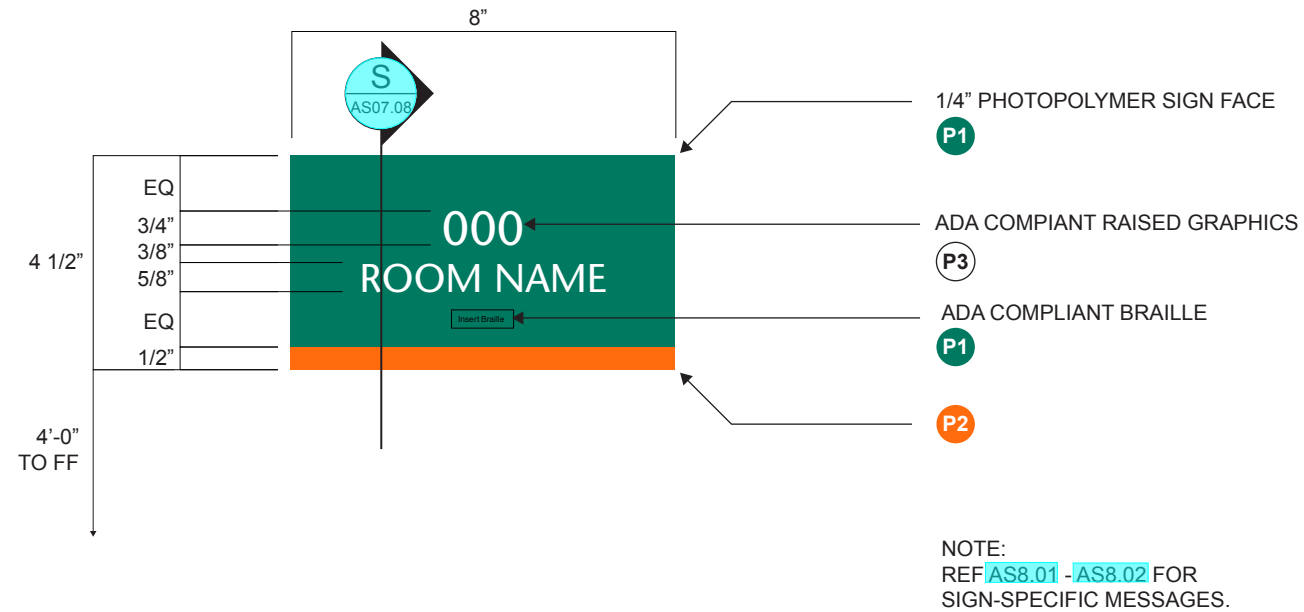 8”
S
AS07.08
1/4” PHOTOPOLYMER SIGN FACE
P1
EQ
3/4”
3/8”
5/8”
EQ
1/2”
4 1/2”
4’-0”
TO FF
000
ROOM NAME
Insert Braille
ADA COMPIANT RAISED GRAPHICS
P3
ADA COMPLIANT BRAILLE
P1
P2
NOTE:
REF AS8.01 - AS8.02 FOR
SIGN-SPECIFIC MESSAGES.